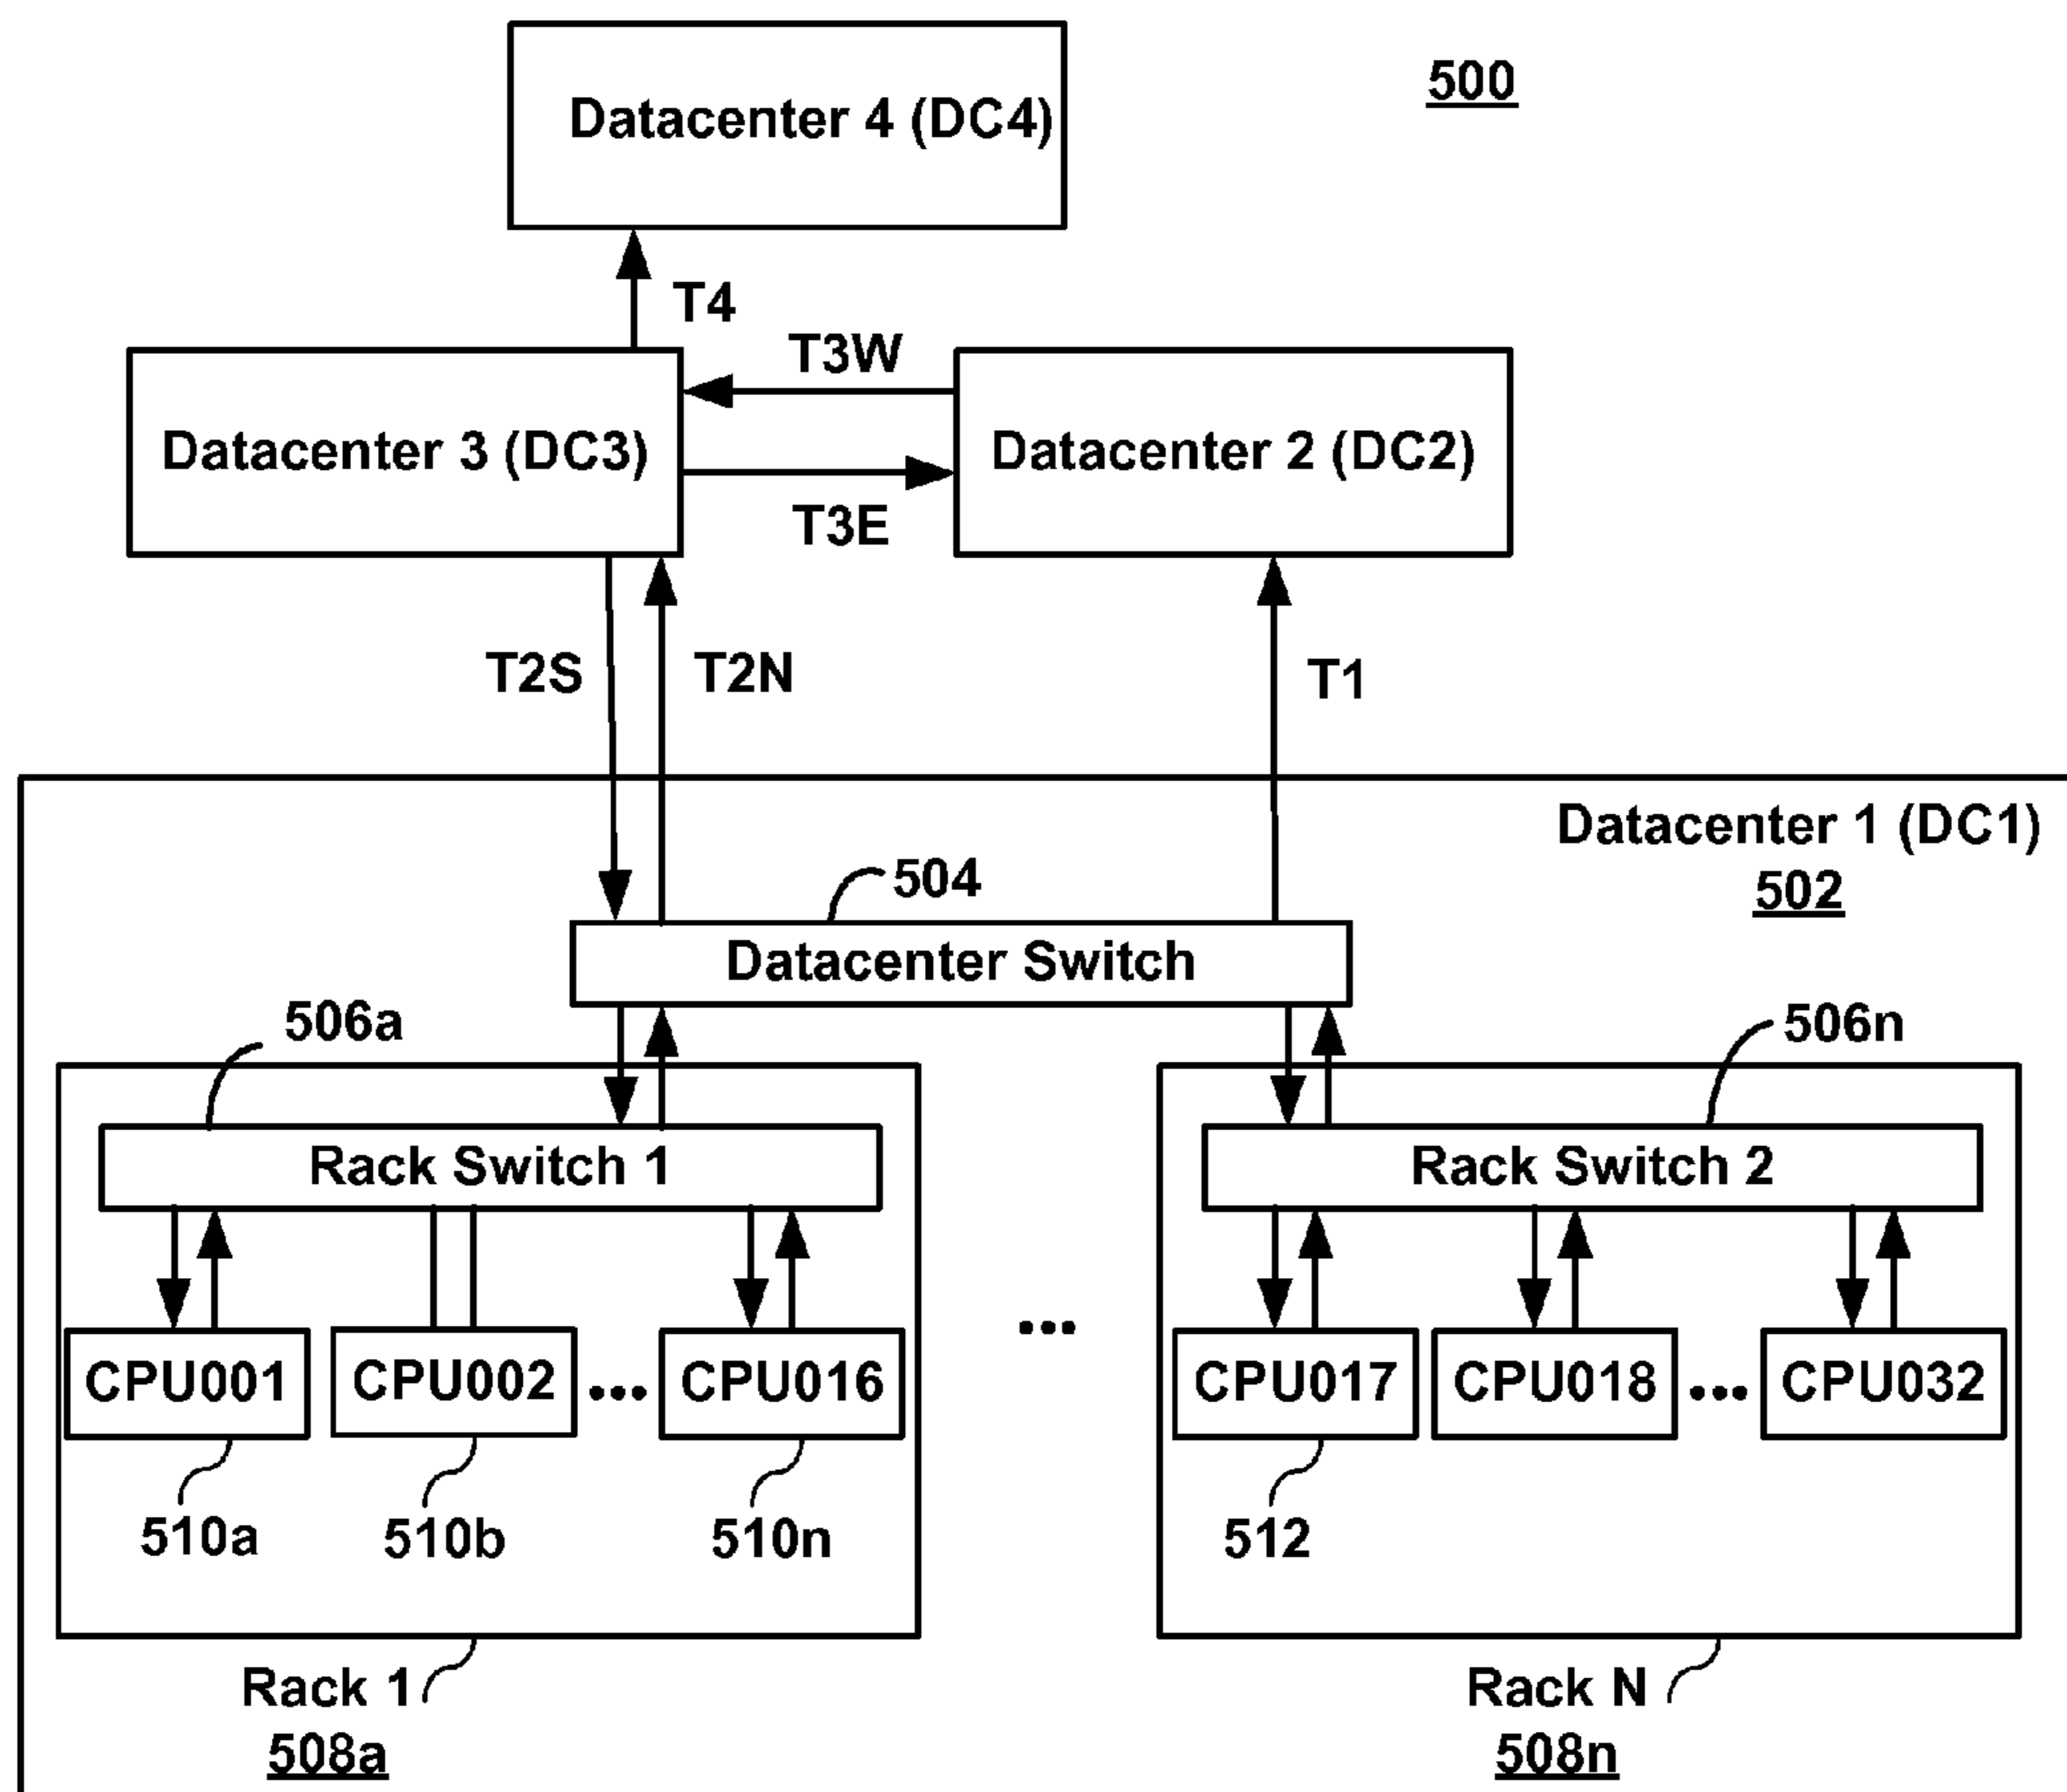 500
Datacenter 4 (DC4)
T4
T3W
Datacenter 3 (DC3)
Datacenter 2 (DC2)
T3E
T2S
T2N
T1
Datacenter 1 (DC1)
502
504
Datacenter Switch
506a
506n
Rack Switch 1
Rack Switch 2
...
CPU001
CPU002
...
CPU016
CPU017
CPU018
...
CPU032
510a
510b
510n
512
Rack 1
508a
Rack N
508n